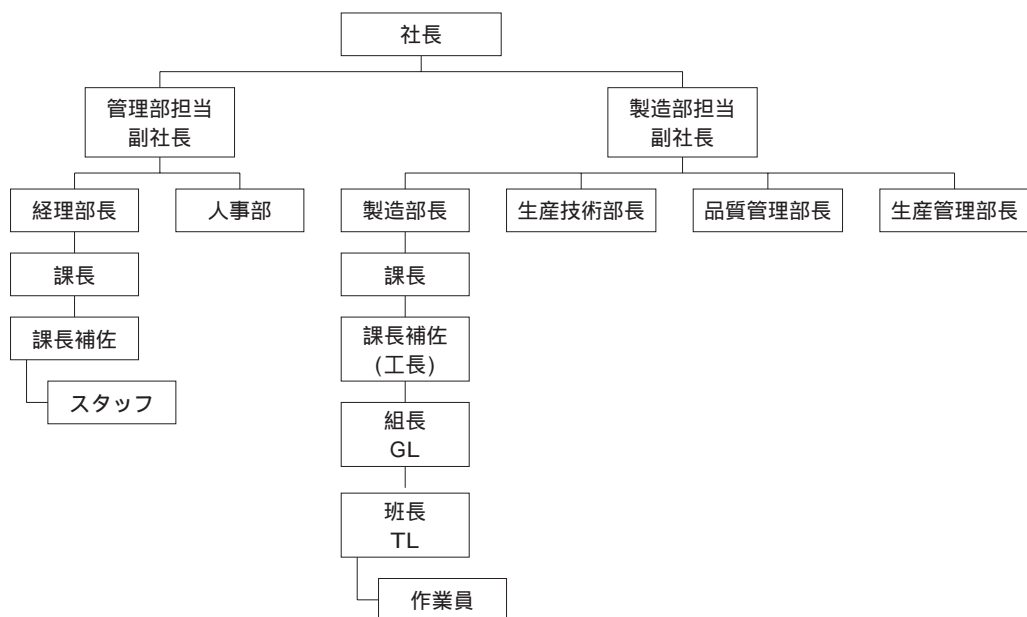 社長
管理部担当
副社長
製造部担当
副社長
経理部長
人事部
製造部長
生産技術部長
品質管理部長
生産管理部長
課長
課長
課長補佐
課長補佐
(工長)
スタッフ
組長
GL
班長
TL
作業員